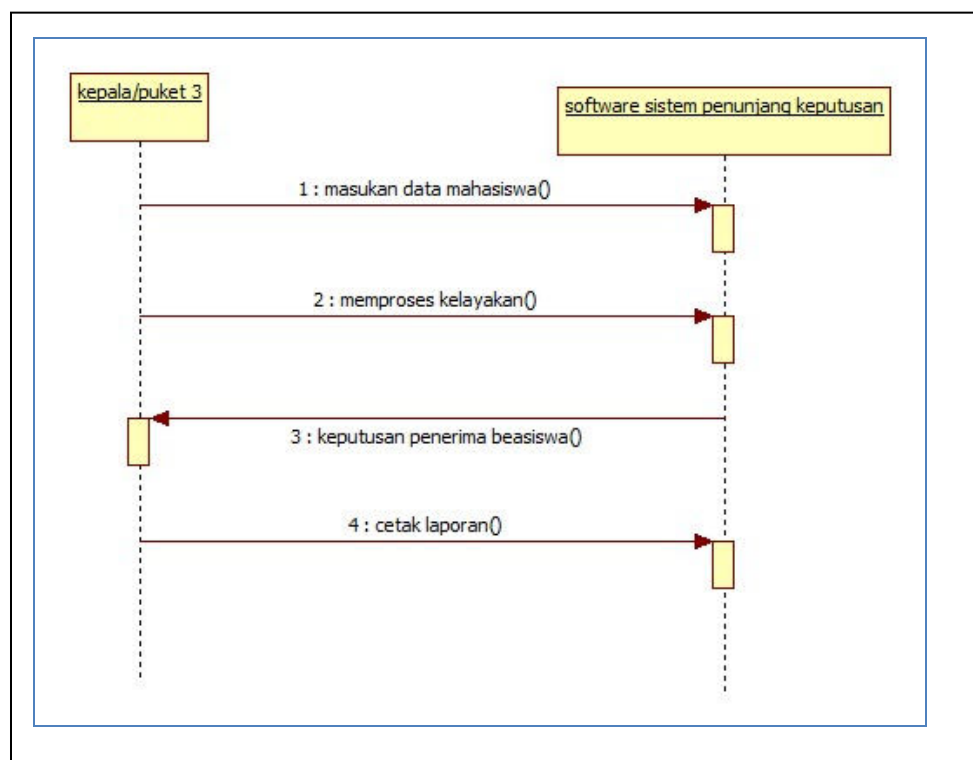 kepala/puket 3
software sistem penunjang keputusan
1 : masukan data mahasiswa()
2 : memproses kelayakan()
3 : keputusan penerima beasiswa()
4 : cetak laporan()